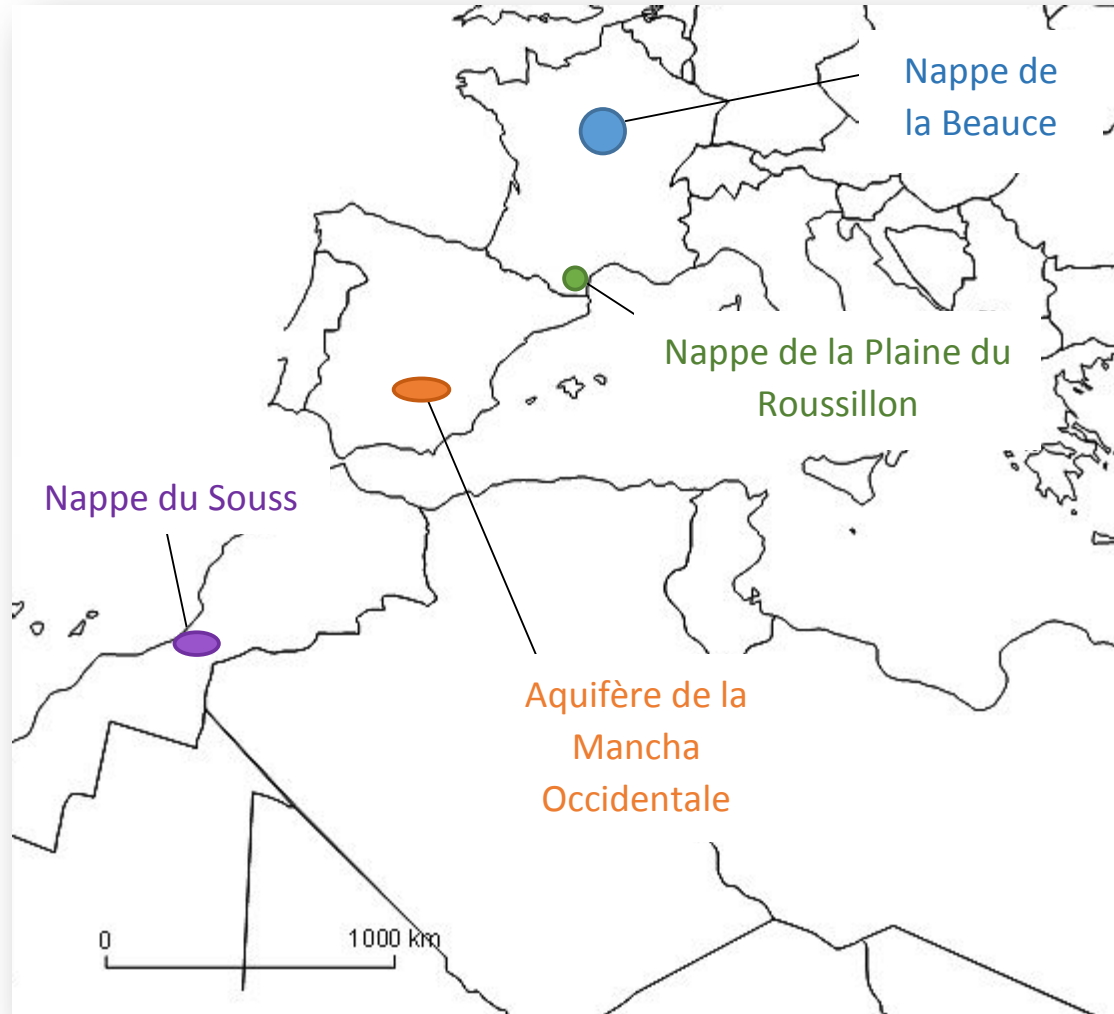 Nappe de
la Beauce
Nappe de la Plaine du
Roussillon
Nappe du Souss
Aquifère de la
Mancha
Occidentale
0
1000 km